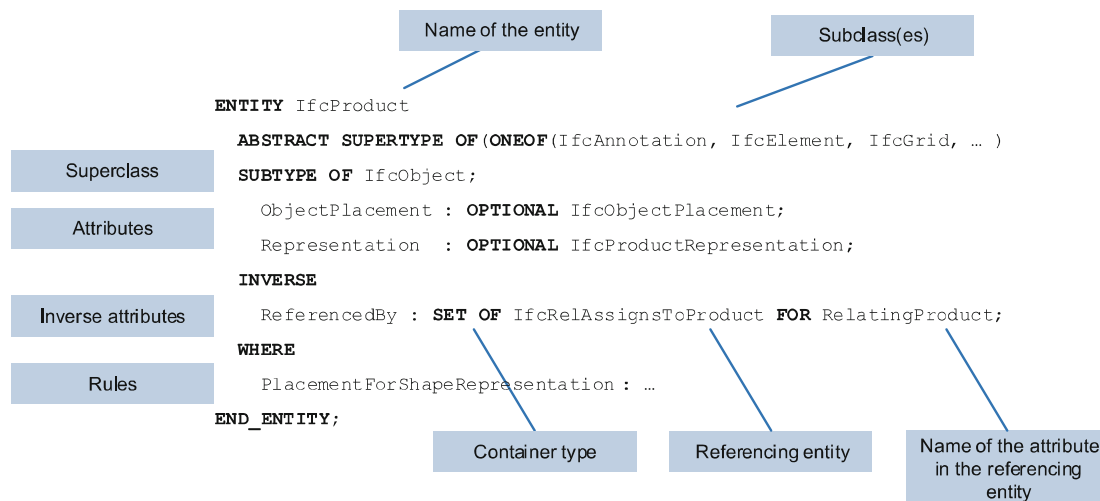 Name of the entity
Subclass(es)
ENTITY IfcProduct
ABSTRACT SUPERTYPE OF(ONEOF(IfcAnnotation, IfcElement, IfcGrid, … )
Superclass
SUBTYPE OF IfcObject;
Attributes
ObjectPlacement : OPTIONAL IfcObjectPlacement;
Representation : OPTIONAL IfcProductRepresentation;
INVERSE
Inverse attributes
ReferencedBy : SET OF IfcRelAssignsToProduct FOR RelatingProduct;
WHERE
Rules
PlacementForShapeRepresentation : …
END_ENTITY;
Container type
Referencing entity
Name of the attribute
in the referencing
entity